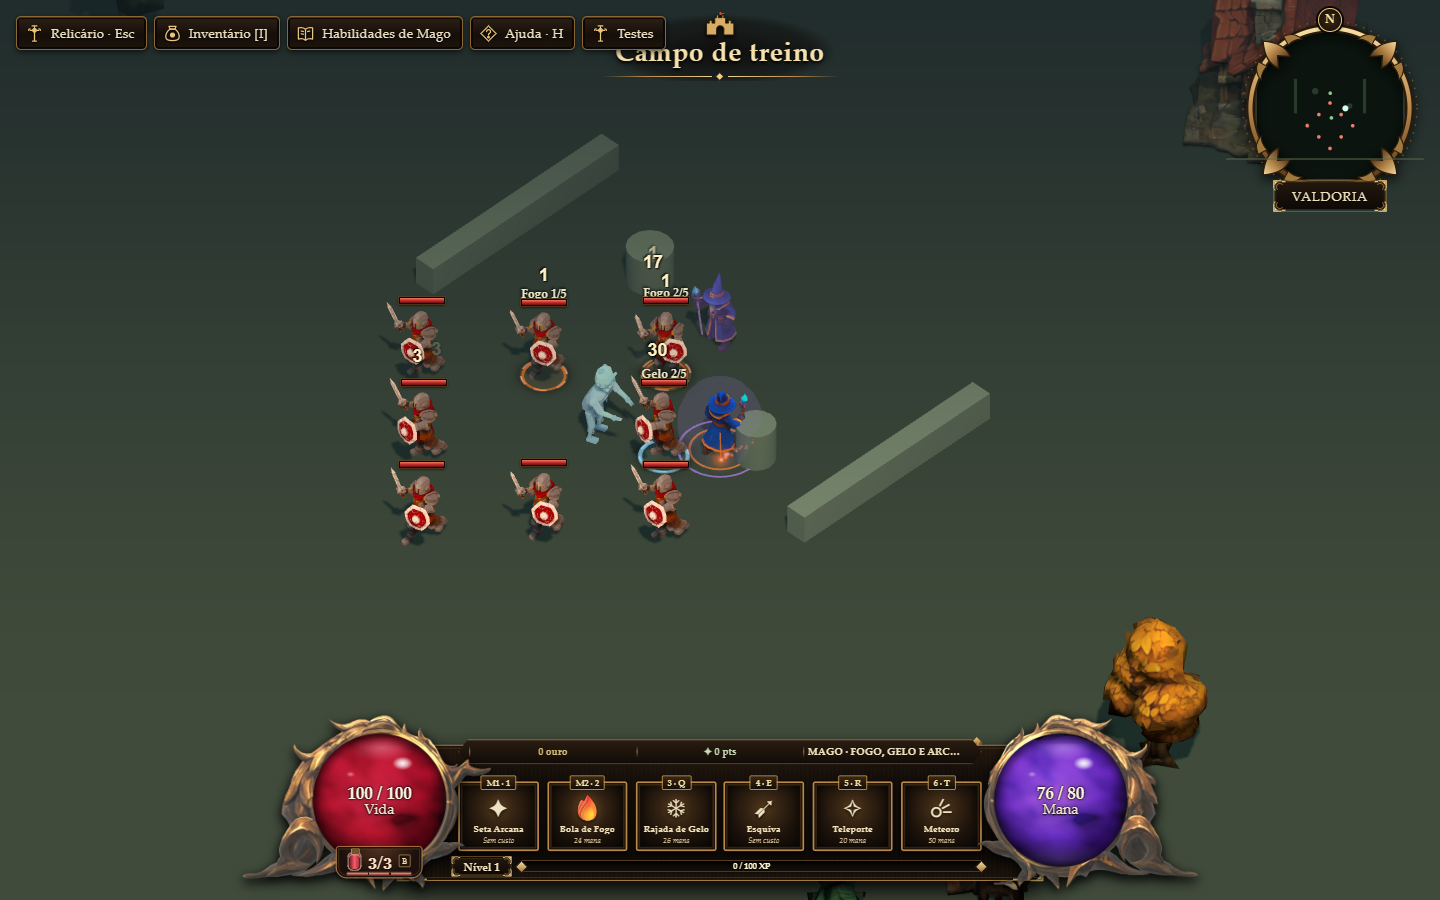 Relicário · Esc
Inventário [I]
Habilidades de Mago
Ajuda · H
Testes
Campo de treino
N
VALDORIA
1
17
1
1
Fogo 1/5
Fogo 2/5
3
3
30
Gelo 2/5
0 ouro
✦ 0 pts
MAGO · FOGO, GELO E ARC...
100 / 100
Vida
3/3
B
M1 · 1
Seta Arcana
Sem custo
M2 · 2
Bola de Fogo
24 mana
3 · Q
Rajada de Gelo
26 mana
4 · E
Esquiva
Sem custo
5 · R
Teleporte
20 mana
6 · T
Meteoro
50 mana
76 / 80
Mana
Nível 1
0 / 100 XP